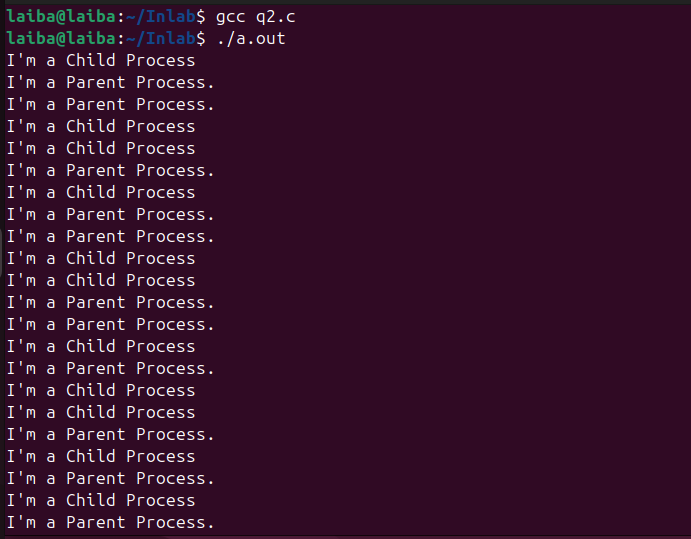 laiba@laiba:~/Inlab$ gcc q2.c
laiba@laiba:~/Inlab$ ./a.out
I'm a Child Process
I'm a Parent Process.
I'm a Parent Process.
I'm a Child Process
I'm a Child Process
I'm a Parent Process.
I'm a Child Process
I'm a Parent Process.
I'm a Parent Process.
I'm a Child Process
I'm a Child Process
I'm a Parent Process.
I'm a Parent Process.
I'm a Child Process
I'm a Parent Process.
I'm a Child Process
I'm a Child Process
I'm a Parent Process.
I'm a Child Process
I'm a Parent Process.
I'm a Child Process
I'm a Parent Process.